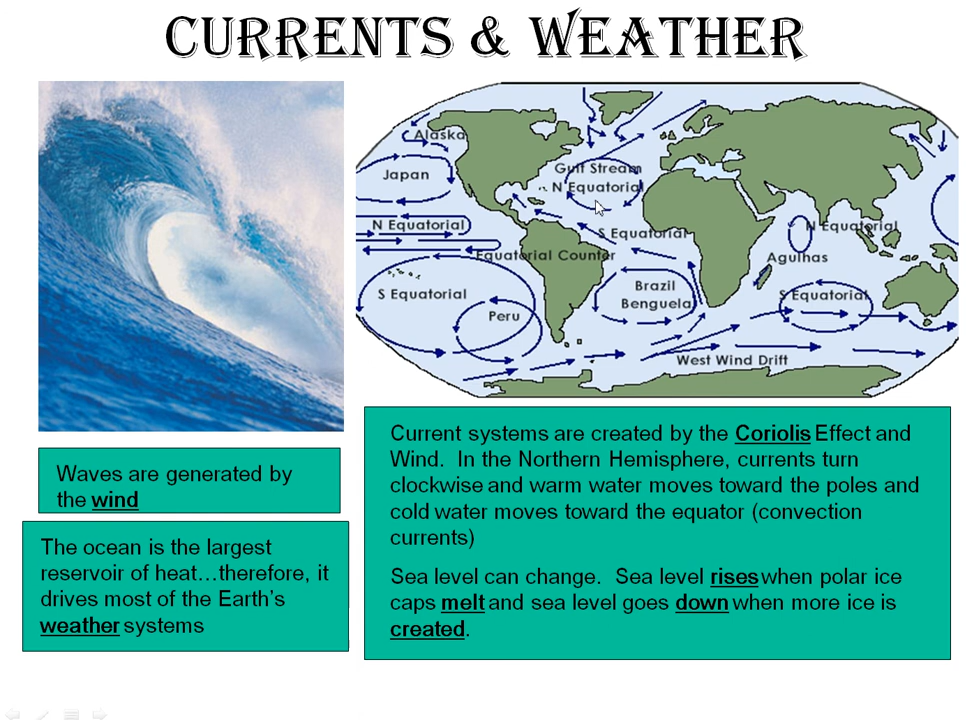 CURRENTS & WEATHER
Alaska
Japan
Gulf Stream
N Equatorial
N Equatorial
S Equatorial
N Equatorial
Equatorial Counter
Agulhas
S Equatorial
Brazil
Benguela
S Equatorial
Peru
West Wind Drift
Waves are generated by
the wind
The ocean is the largest
reservoir of heat…therefore, it
drives most of the Earth's
weather systems
Current systems are created by the Coriolis Effect and
Wind. In the Northern Hemisphere, currents turn
clockwise and warm water moves toward the poles and
cold water moves toward the equator (convection
currents)
Sea level can change. Sea level rises when polar ice
caps melt and sea level goes down when more ice is
created.